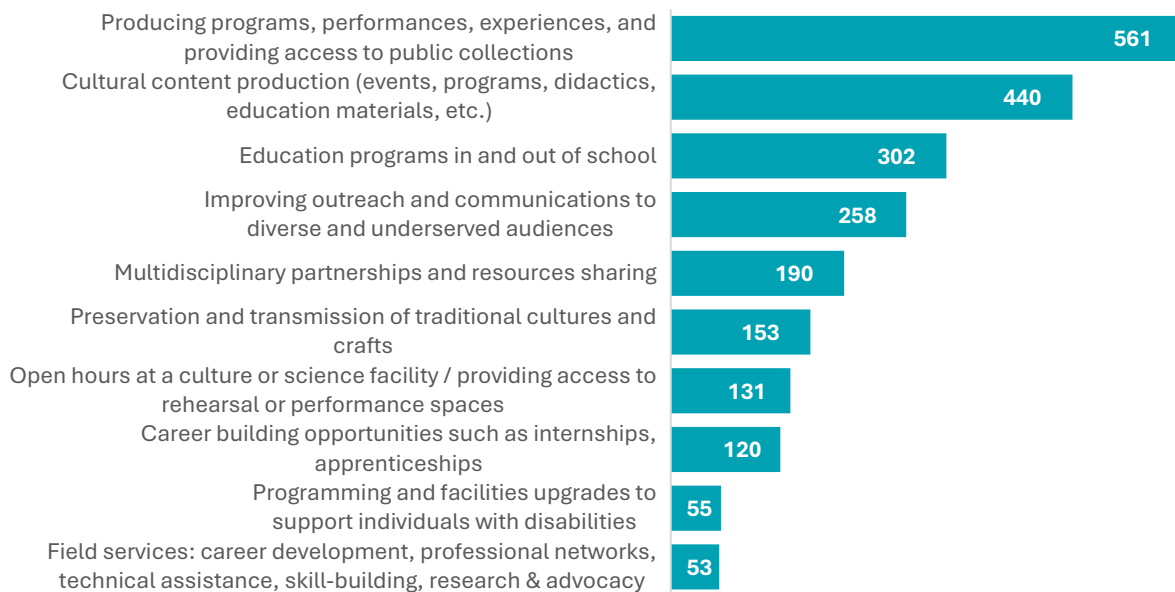 Producing programs, performances, experiences, and
providing access to public collections
561
Cultural content production (events, programs, didactics,
education materials, etc.)
440
Education programs in and out of school
302
Improving outreach and communications to
diverse and underserved audiences
258
Multidisciplinary partnerships and resources sharing
190
Preservation and transmission of traditional cultures and
crafts
153
Open hours at a culture or science facility / providing access to
rehearsal or performance spaces
131
Career building opportunities such as internships,
apprenticeships
120
Programming and facilities upgrades to
support individuals with disabilities
55
Field services: career development, professional networks,
technical assistance, skill-building, research & advocacy
53